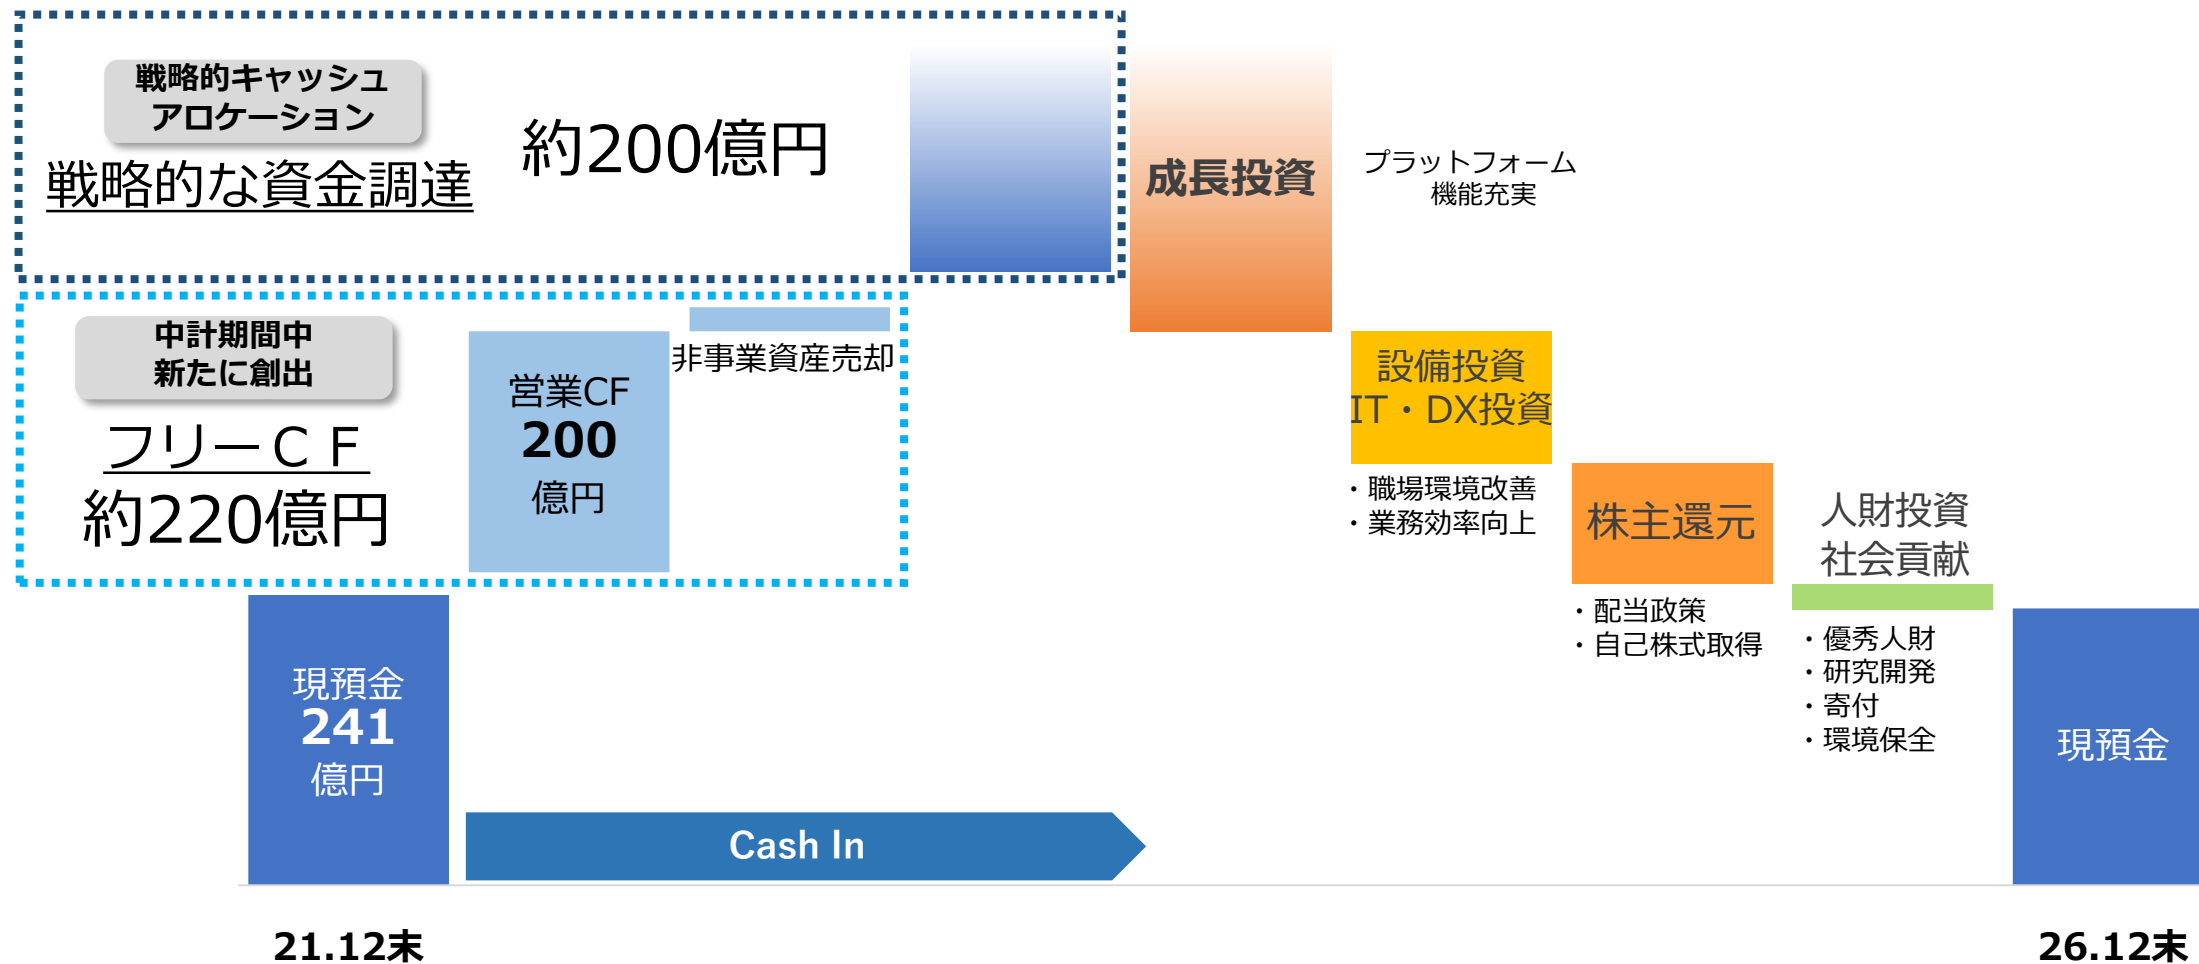 戦略的キャッシュ
アロケーション
戦略的な資金調達
約200億円
成長投資
プラットフォーム
機能充実
中計期間中
新たに創出
フリーＣＦ
約220億円
営業CF
200
億円
非事業資産売却
設備投資
IT・DX投資
・職場環境改善
・業務効率向上
株主還元
・配当政策
・自己株式取得
人財投資
社会貢献
・優秀人財
・研究開発
・寄付
・環境保全
現預金
241
億円
現預金
Cash In
21.12末
26.12末